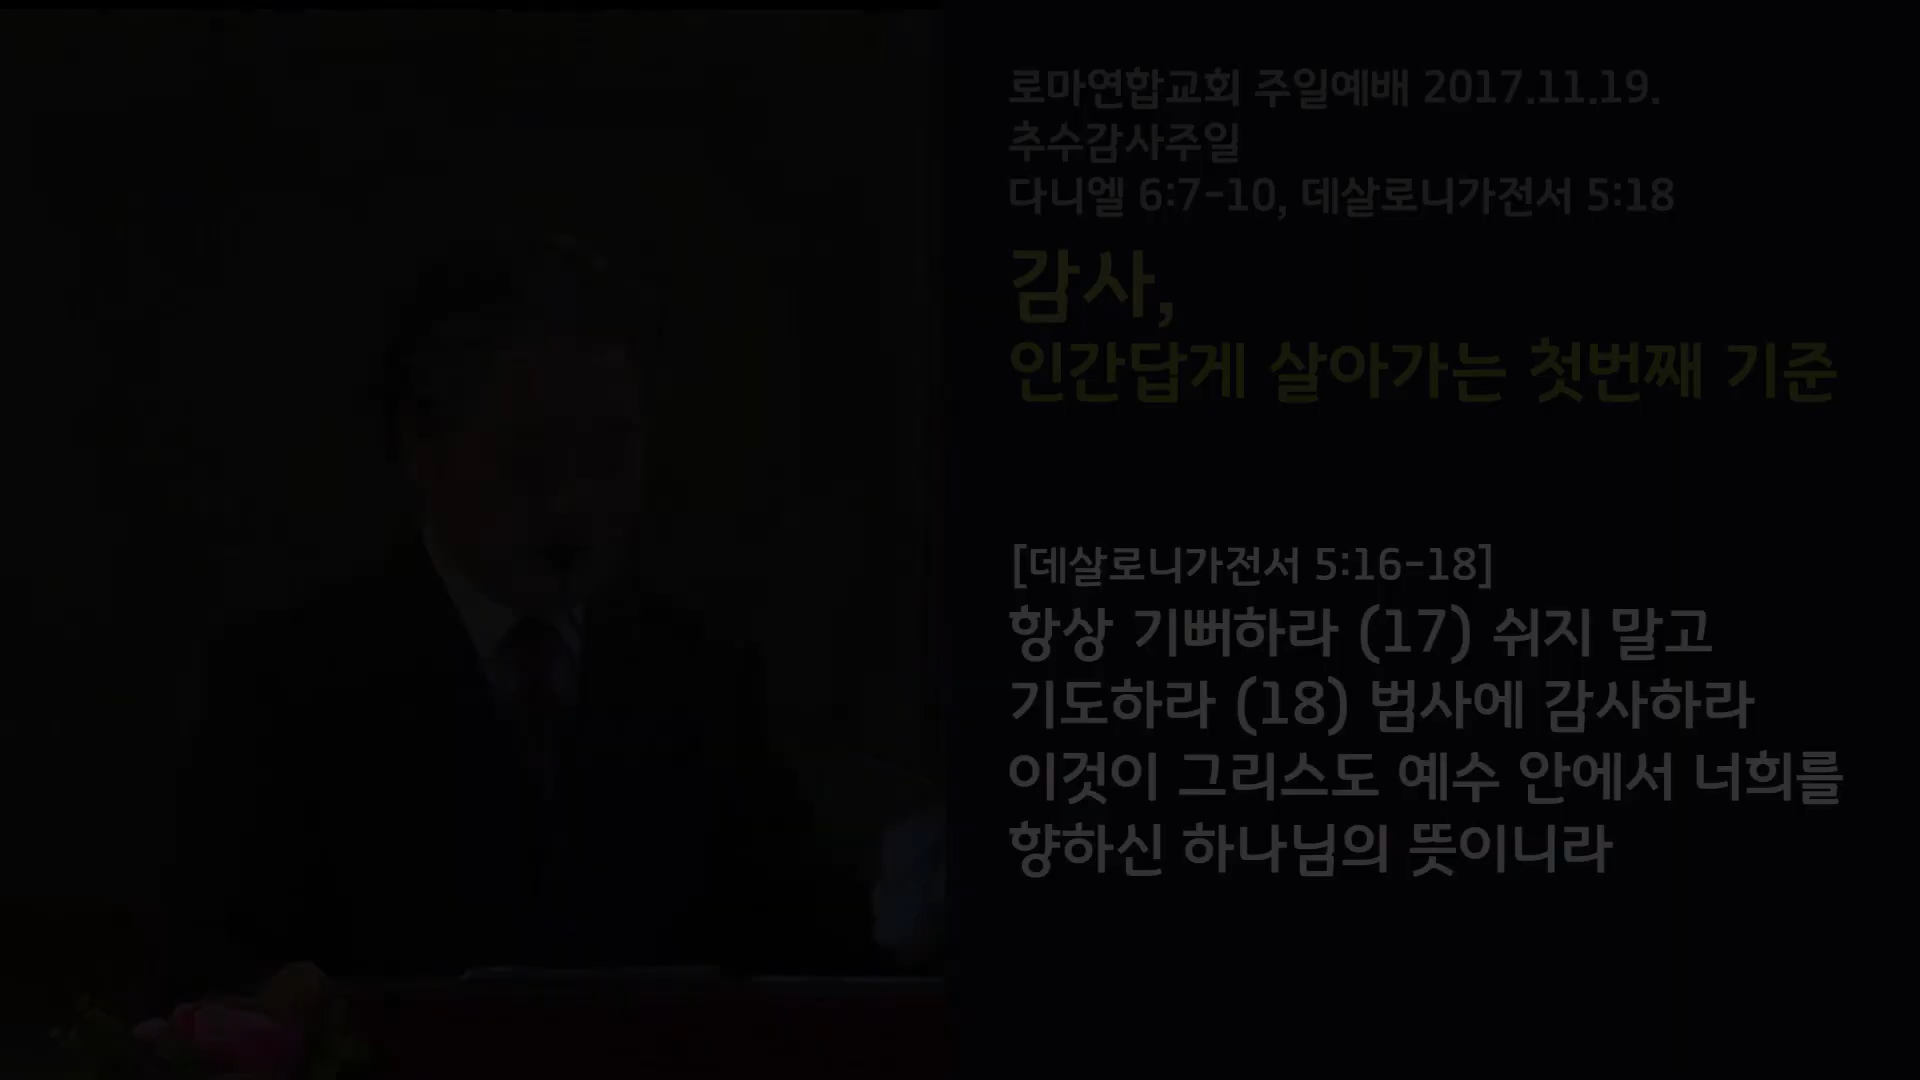 로마연합교회 주일예배 2017.11.19.
추수감사주일
다니엘 6:7-10, 데살로니가전서 5:18
감사,
인간답게 살아가는 첫번째 기준
[데살로니가전서 5:16-18]
항상 기뻐하라 (17) 쉬지 말고
기도하라 (18) 범사에 감사하라
이것이 그리스도 예수 안에서 너희를
향하신 하나님의 뜻이니라